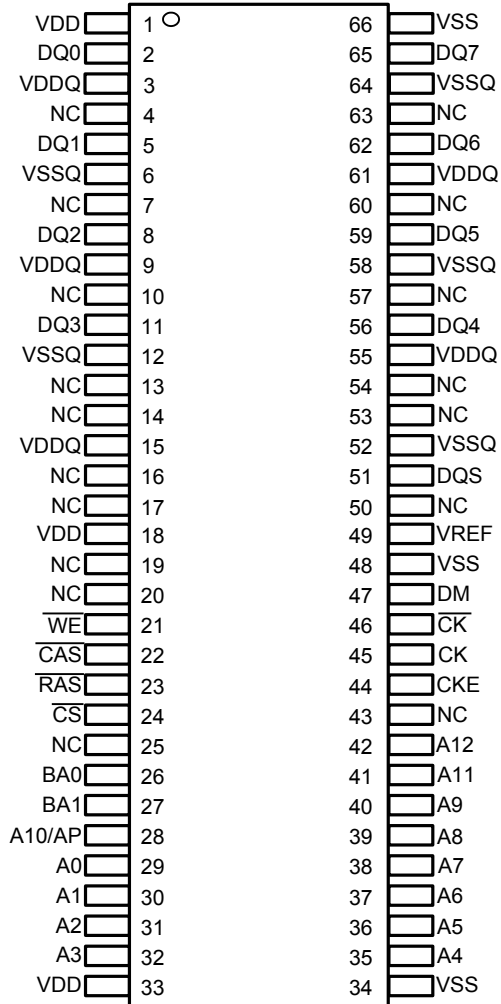 VDD 1 66 VSS
DQ0 2 65 DQ7
VDDQ 3 64 VSSQ
NC 4 63 NC
DQ1 5 62 DQ6
VSSQ 6 61 VDDQ
NC 7 60 NC
DQ2 8 59 DQ5
VDDQ 9 58 VSSQ
NC 10 57 NC
DQ3 11 56 DQ4
VSSQ 12 55 VDDQ
NC 13 54 NC
NC 14 53 NC
VDDQ 15 52 VSSQ
NC 16 51 DQS
NC 17 50 NC
VDD 18 49 VREF
NC 19 48 VSS
NC 20 47 DM
W̅E̅ 21 46 C̅K̅
C̅A̅S̅ 22 45 CK
R̅A̅S̅ 23 44 CKE
C̅S̅ 24 43 NC
NC 25 42 A12
BA0 26 41 A11
BA1 27 40 A9
A10/AP 28 39 A8
A0 29 38 A7
A1 30 37 A6
A2 31 36 A5
A3 32 35 A4
VDD 33 34 VSS